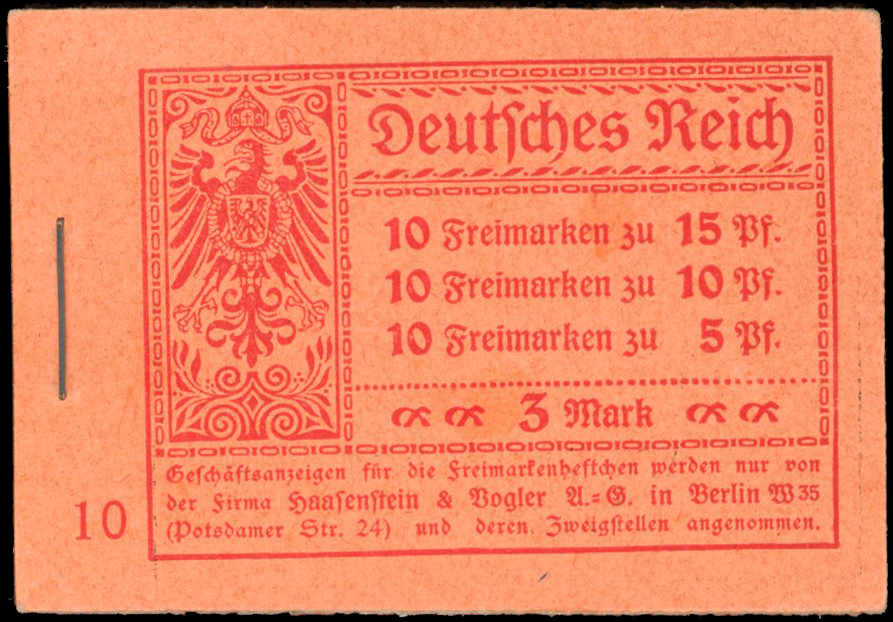 Deutſches Reich
10 Freimarken zu 15 Pf.
10 Freimarken zu 10 Pf.
10 Freimarken zu 5 Pf.
3 Mark
Geſchäftsanzeigen für die Freimarkenheftchen werden nur von
der Firma Haaſenſtein & Vogler A.=G. in Berlin W 35
(Potsdamer Str. 24) und deren Zweigſtellen angenommen.
10